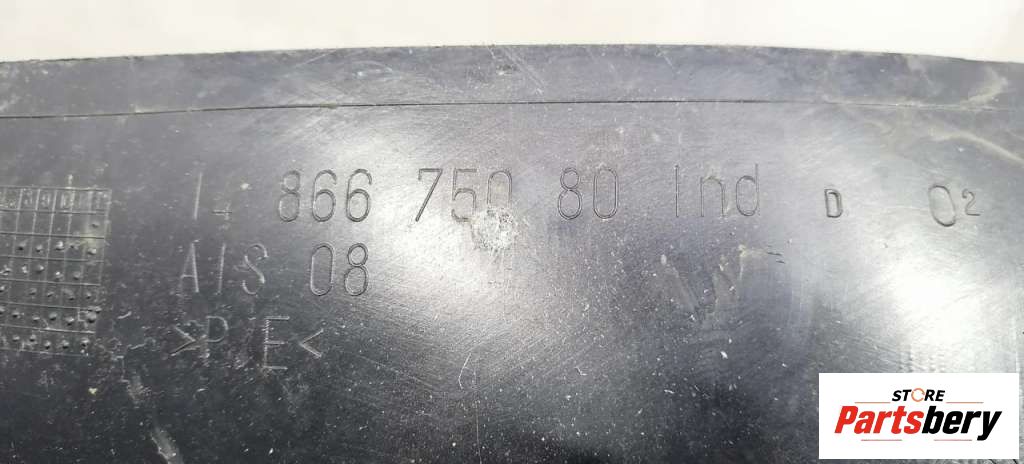 14 866 750 80 Ind D 02
AIS 08
>P.E<
STORE
Partsbery